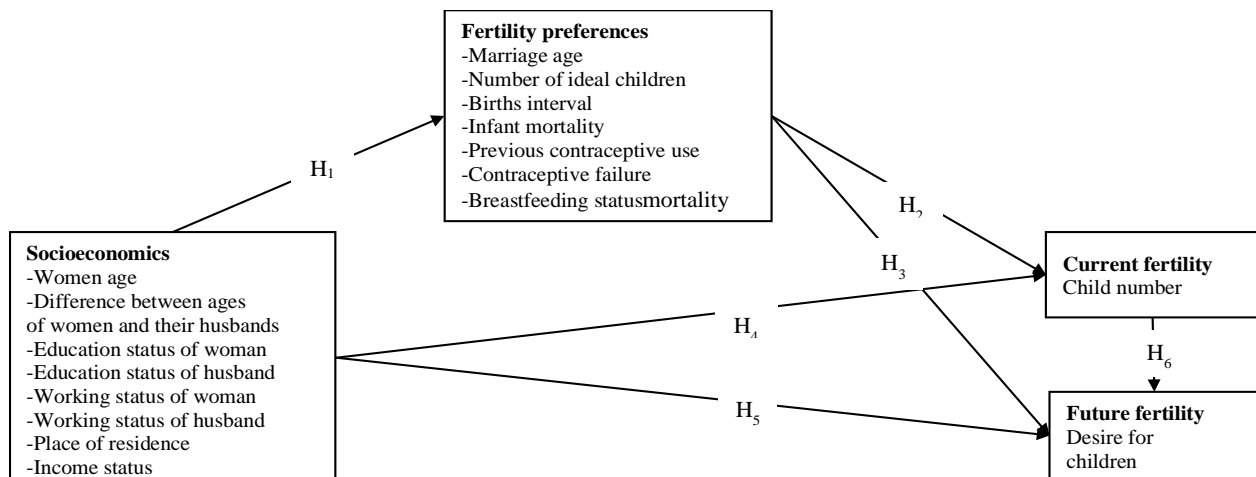 Fertility preferences
-Marriage age
-Number of ideal children
-Births interval
-Infant mortality
-Previous contraceptive use
-Contraceptive failure
-Breastfeeding statusmortality
H1
H2
H3
H4
H5
H6
Socioeconomics
-Women age
-Difference between ages
of women and their husbands
-Education status of woman
-Education status of husband
-Working status of woman
-Working status of husband
-Place of residence
-Income status
Current fertility
Child number
Future fertility
Desire for
children